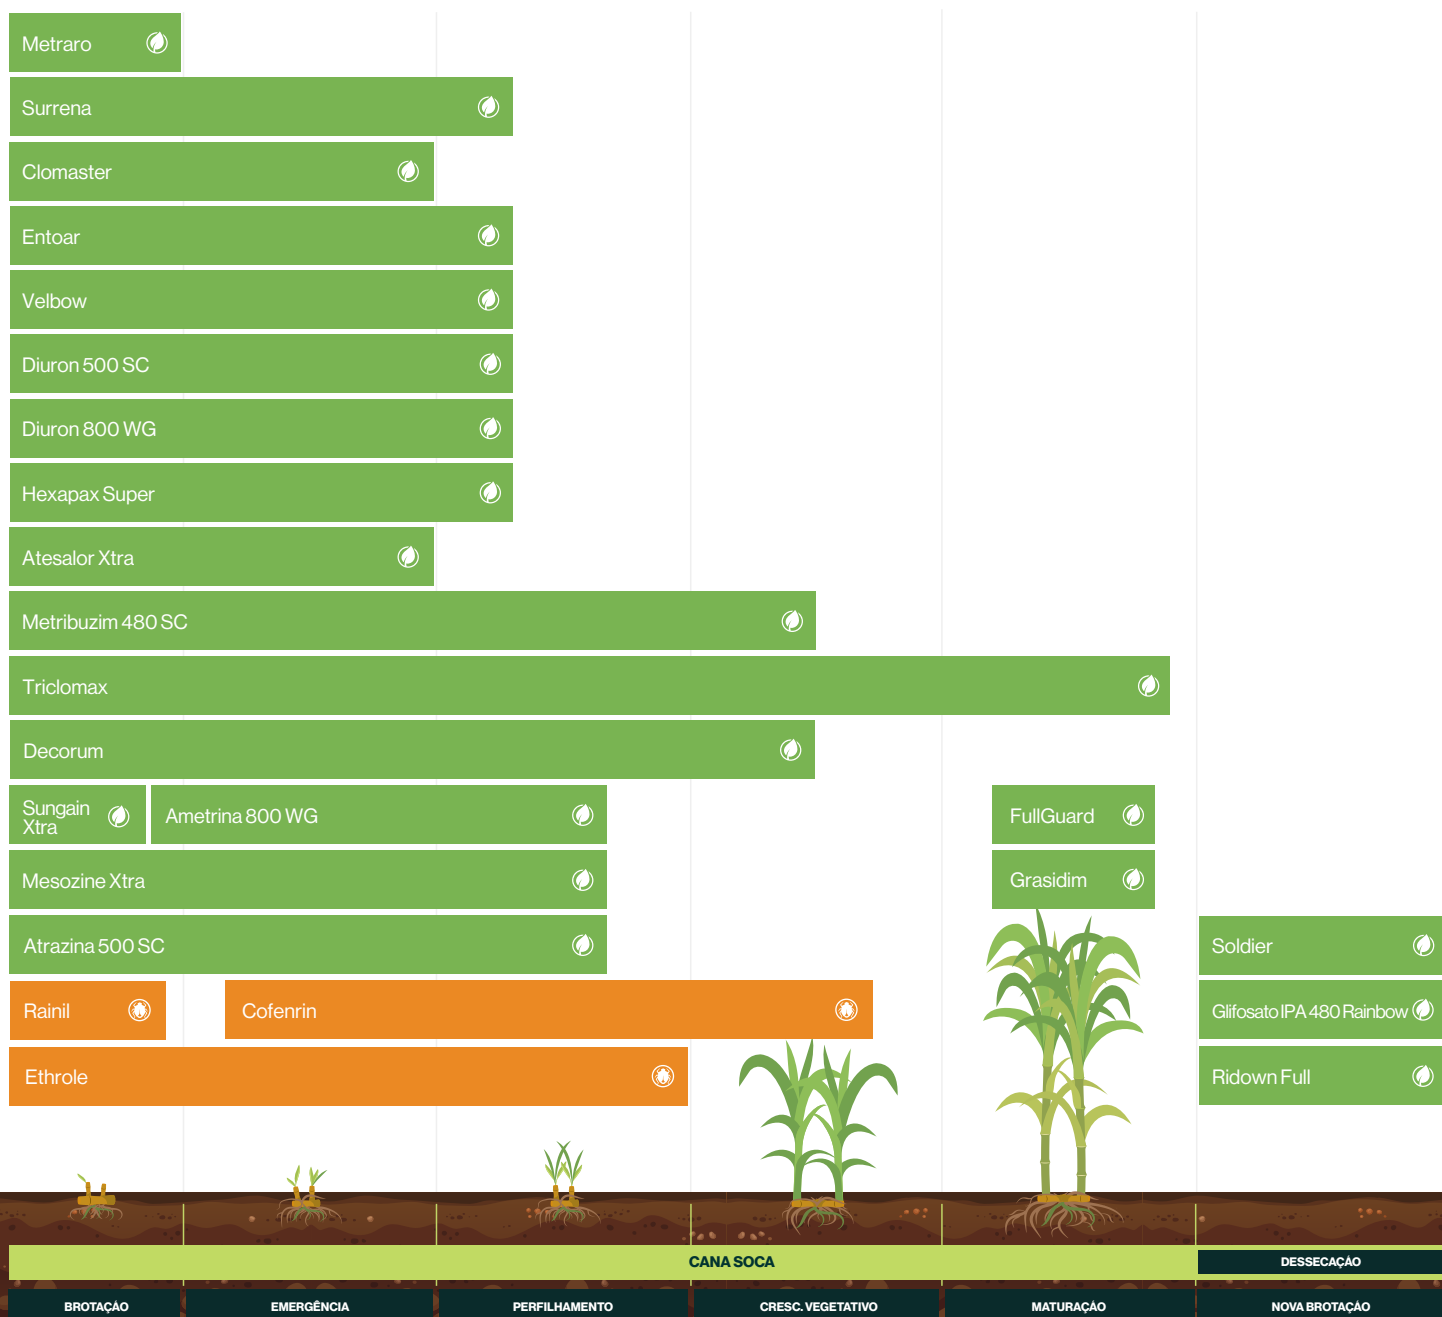 Metraro
Surrena
Clomaster
Entoar
Velbow
Diuron 500 SC
Diuron 800 WG
Hexapax Super
Atesalor Xtra
Metribuzim 480 SC
Triclomax
Decorum
Sungain
Xtra
Ametrina 800 WG
FullGuard
Mesozine Xtra
Grasidim
Atrazina 500 SC
Soldier
Rainil
Cofenrin
Glifosato IPA 480 Rainbow
Ethrole
Ridown Full
CANA SOCA
DESSECAÇÃO
BROTAÇÃO
EMERGÊNCIA
PERFILHAMENTO
CRESC. VEGETATIVO
MATURAÇÃO
NOVA BROTAÇÃO